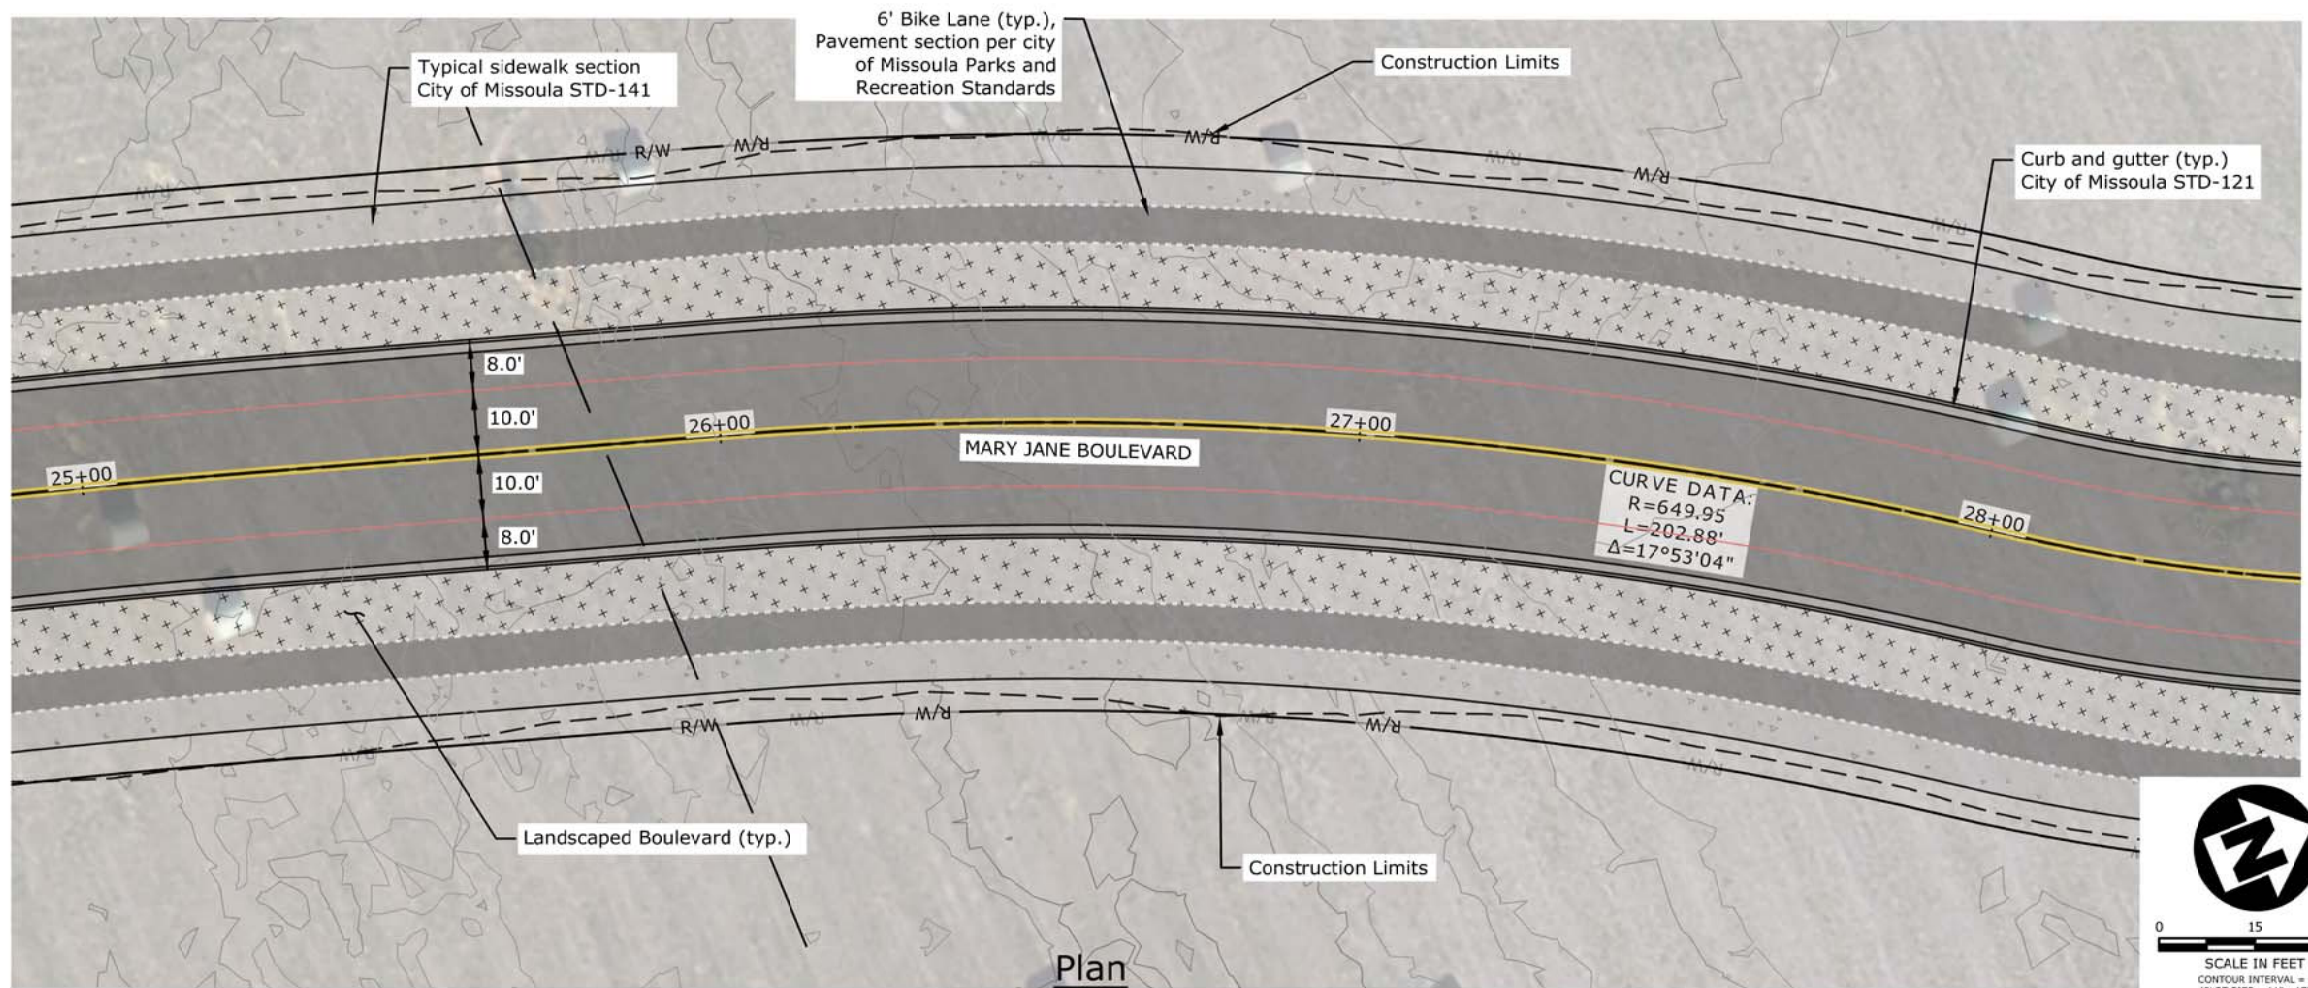 6' Bike Lane (typ.),
Pavement section per city
of Missoula Parks and
Recreation Standards
Typical sidewalk section
City of Missoula STD-141
Construction Limits
Curb and gutter (typ.)
City of Missoula STD-121
R/W
R/W
R/W
R/W
R/W
R/W
R/W
R/W
R/W
8.0'
10.0'
10.0'
8.0'
25+00
26+00
27+00
28+00
MARY JANE BOULEVARD
CURVE DATA:
R=649.95
L=202.88'
Δ=17°53'04"
R/W
R/W
R/W
R/W
R/W
R/W
R/W
Landscaped Boulevard (typ.)
Construction Limits
Plan
N
0 15
SCALE IN FEET
CONTOUR INTERVAL =